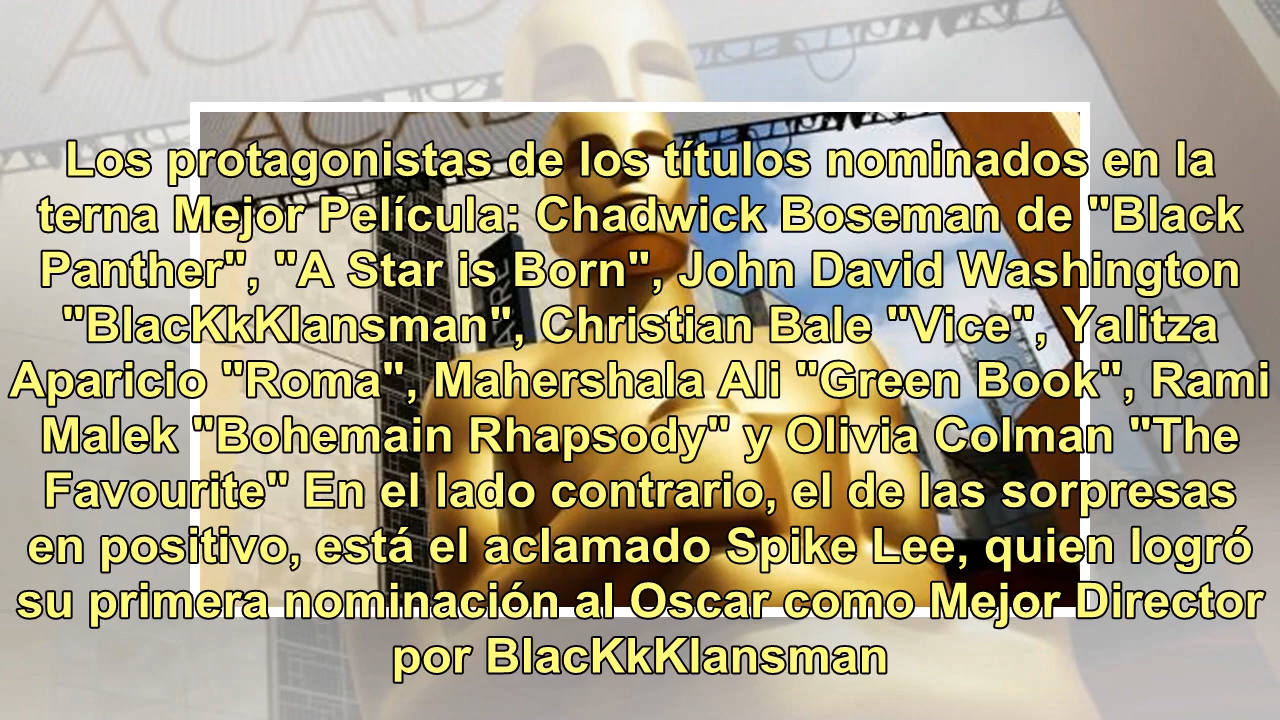 ACAD
ACAD
Los protagonistas de los títulos nominados en la
terna Mejor Película: Chadwick Boseman de "Black
Panther", "A Star is Born", John David Washington
"BlacKkKlansman", Christian Bale "Vice", Yalitza
Aparicio "Roma", Mahershala Ali "Green Book", Rami
Malek "Bohemain Rhapsody" y Olivia Colman "The
Favourite" En el lado contrario, el de las sorpresas
en positivo, está el aclamado Spike Lee, quien logró
su primera nominación al Oscar como Mejor Director
por BlacKkKlansman